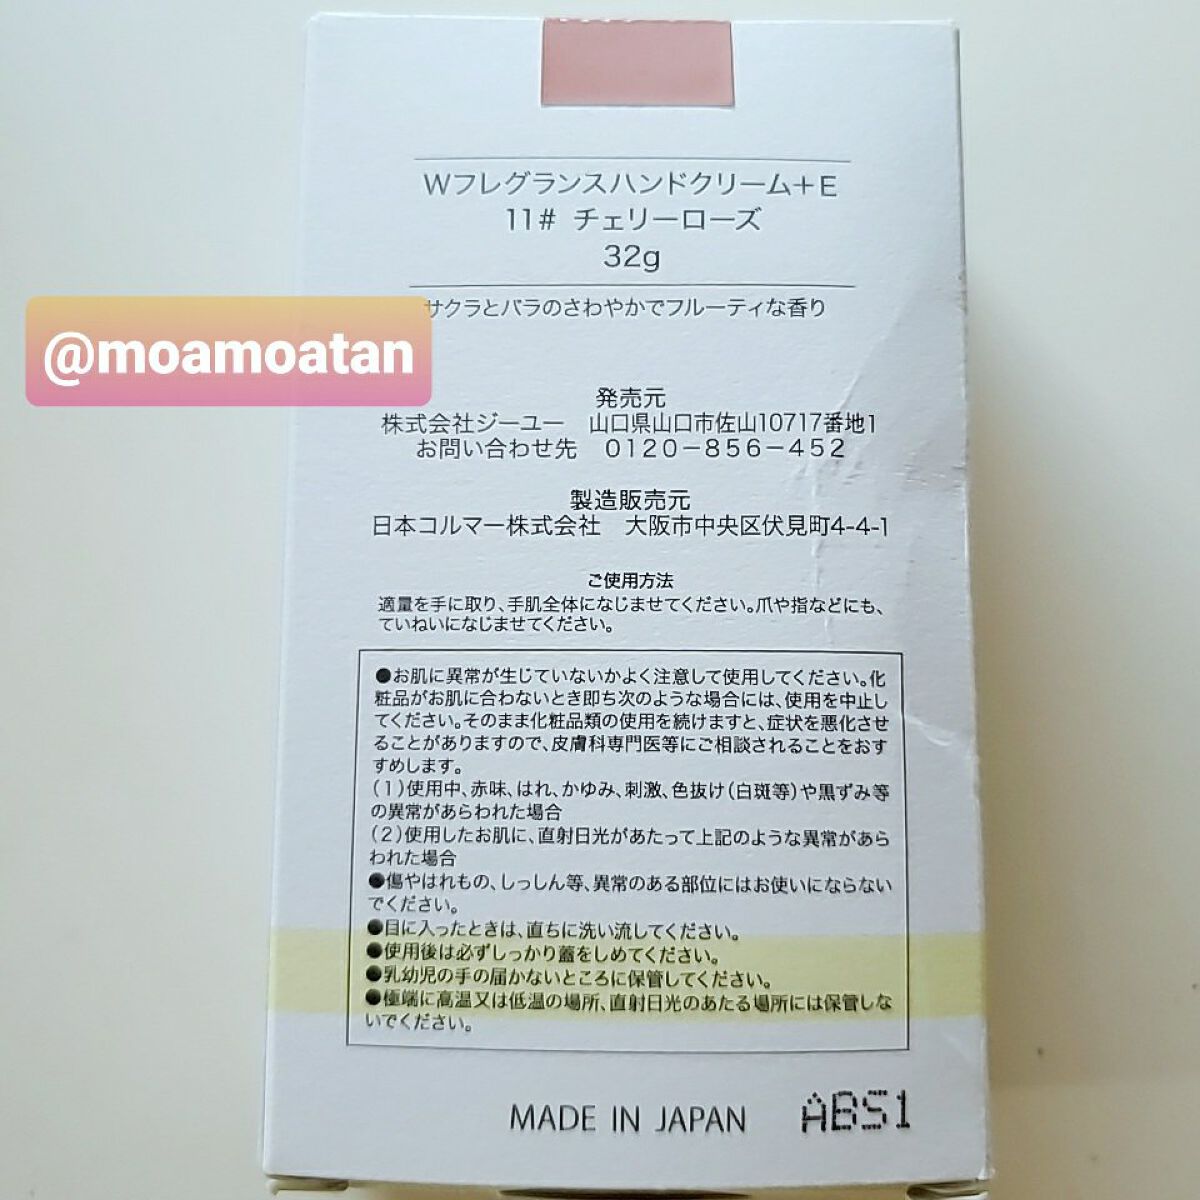 Wフレグランスハンドクリーム+E
11# チェリーローズ
32g
サクラとバラのさわやかでフルーティな香り
@moamoatan
発売元
株式会社ジーユー 山口県山口市佐山10717番地1
お問い合わせ先 0120-856-452
製造販売元
日本コルマー株式会社 大阪市中央区伏見町4-4-1
ご使用方法
適量を手に取り、手肌全体になじませてください。爪や指などにも、
ていねいになじませてください。
●お肌に異常が生じていないかよく注意して使用してください。化
粧品がお肌に合わないとき即ち次のような場合には、使用を中止し
てください。そのまま化粧品類の使用を続けますと、症状を悪化させ
ることがありますので、皮膚科専門医等にご相談されることをおす
すめします。
(1)使用中、赤味、はれ、かゆみ、刺激、色抜け(白斑等)や黒ずみ等
の異常があらわれた場合
(2)使用したお肌に、直射日光があたって上記のような異常があら
われた場合
●傷やはれもの、しっしん等、異常のある部位にはお使いにならない
でください。
●目に入ったときは、直ちに洗い流してください。
●使用後は必ずしっかり蓋をしめてください。
●乳幼児の手の届かないところに保管してください。
●極端に高温又は低温の場所、直射日光のあたる場所には保管しな
いでください。
MADE IN JAPAN ABS1